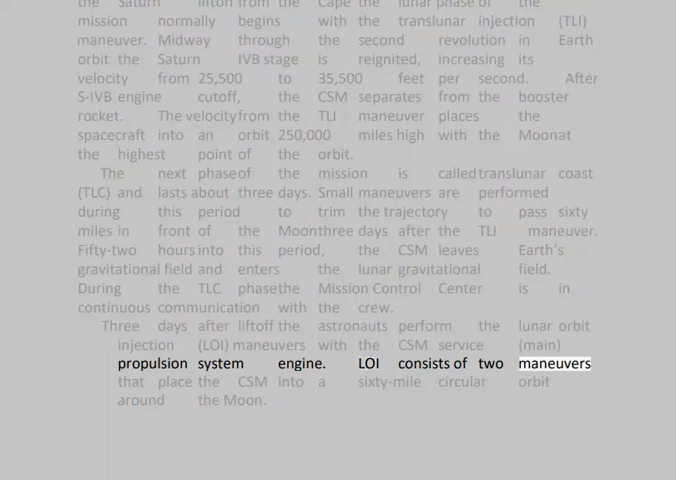 the Saturn liftoff from the Cape the lunar phase of the
mission normally begins with the translunar injection (TLI)
maneuver. Midway through the second revolution in Earth
orbit the Saturn IVB stage is reignited, increasing its
velocity from 25,500 to 35,500 feet per second. After
S-IVB engine cutoff, the CSM separates from the booster
rocket. The velocity from the TLI maneuver places the
spacecraft into an orbit 250,000 miles high with the Moonat
the highest point of the orbit.
The next phaseof the mission is called translunar coast
(TLC) and lasts about three days. Small maneuvers are performed
during this period to trim the trajectory to pass sixty
miles in front of the Moonthree days after the TLI maneuver.
Fifty-two hours into this period, the CSM leaves Earth's
gravitational field and enters the lunar gravitational field.
During the TLC phasethe Mission Control Center is in
continuous communication with the crew.
Three days after liftoff the astronauts perform the lunar orbit
injection (LOI) maneuvers with the CSM service (main)
propulsion system engine. LOI consists of two maneuvers
that place the CSM into a sixty-mile circular orbit
around the Moon.